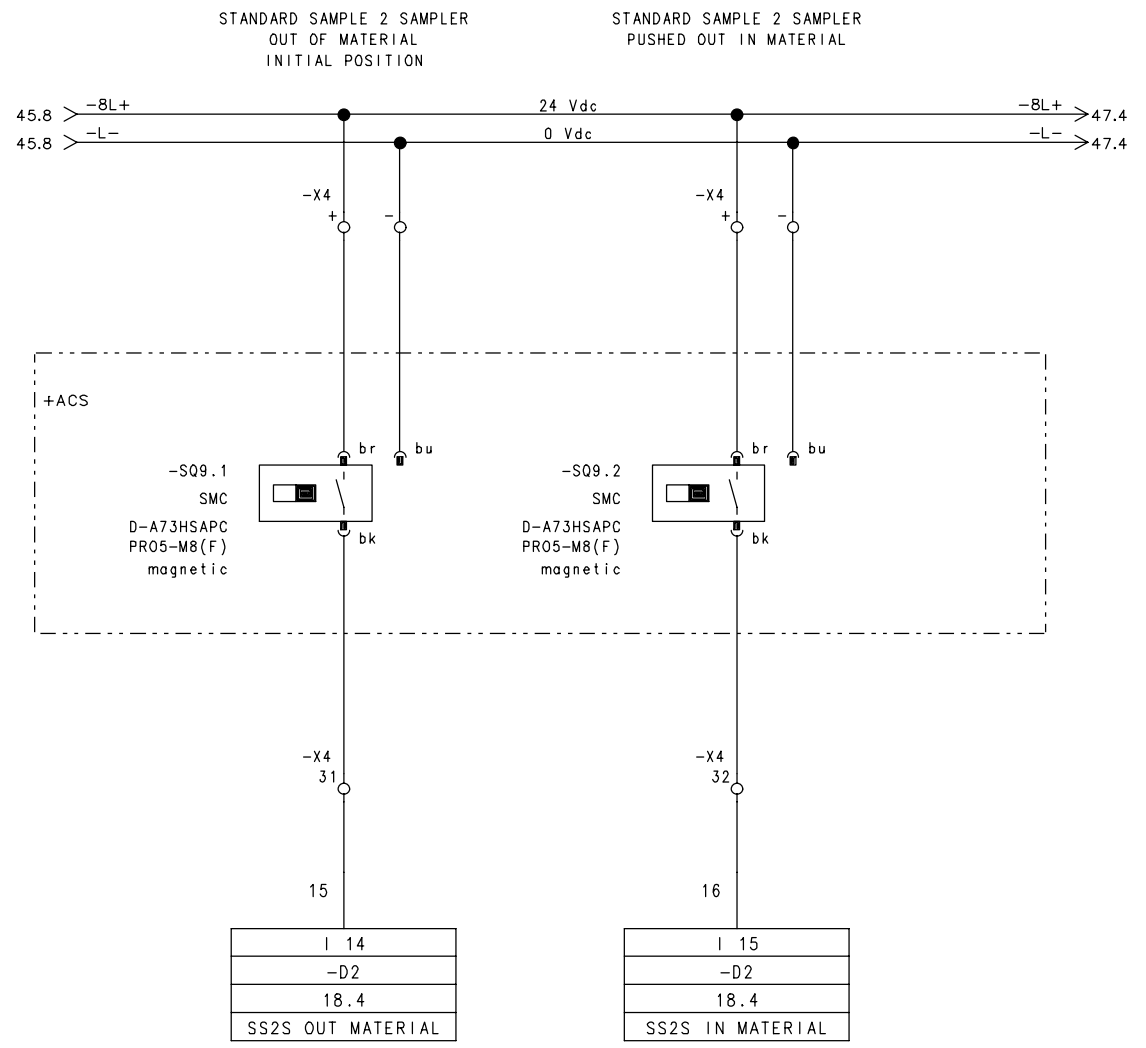 STANDARD SAMPLE 2 SAMPLER
OUT OF MATERIAL
INITIAL POSITION
STANDARD SAMPLE 2 SAMPLER
PUSHED OUT IN MATERIAL
45.8
-8L+
24 Vdc
-8L+
47.4
45.8
-L-
0 Vdc
-L-
47.4
-X4
+
-
-X4
+
-
+ACS
br
bu
-SQ9.1
SMC
D-A73HSAPC
PRO5-M8(F)
magnetic
bk
br
bu
-SQ9.2
SMC
D-A73HSAPC
PRO5-M8(F)
magnetic
bk
-X4
31
-X4
32
15
16
I 14
-D2
18.4
SS2S OUT MATERIAL
I 15
-D2
18.4
SS2S IN MATERIAL